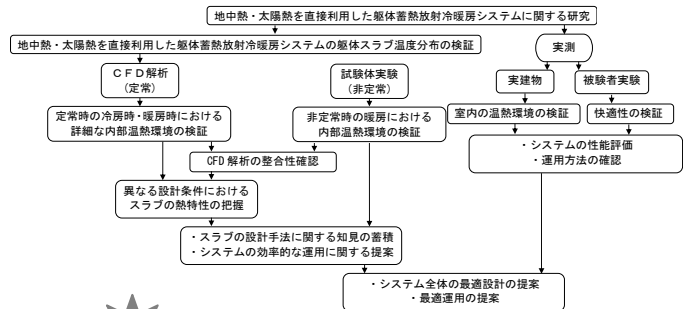 地中熱・太陽熱を直接利用した躯体蓄熱放射冷暖房システムに関する研究
地中熱・太陽熱を直接利用した躯体蓄熱放射冷暖房システムの躯体スラブ温度分布の検証
実測
ＣＦＤ解析
(定常)
試験体実験
(非定常)
実建物
被験者実験
定常時の冷房時・暖房時における
詳細な内部温熱環境の検証
非定常時の暖房における
内部温熱環境の検証
室内の温熱環境の検証
快適性の検証
CFD 解析の整合性確認
・システムの性能評価
・運用方法の確認
異なる設計条件における
スラブの熱特性の把握
・スラブの設計手法に関する知見の蓄積
・システムの効率的な運用に関する提案
・システム全体の最適設計の提案
・最適運用の提案